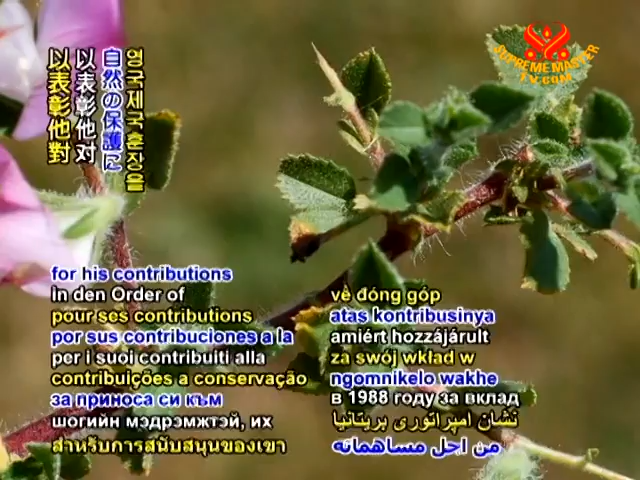 SUPREME MASTER
TV.COM
영국제국훈장을
自然の保護に
以表彰他对
以表彰他對
for his contributions
in den Order of
pour ses contributions
por sus contribuciones a la
per i suoi contribuiti alla
contribuições a conservação
за приноса си към
шогийн мэдрэмжтэй, их
สำหรับการสนับสนุนของเขา
về đóng góp
atas kontribusinya
amiért hozzájárult
za swój wkład w
ngomnikelo wakhe
в 1988 году за вклад
نشان امپراتوری بریتانیا
من اجل مساهماته